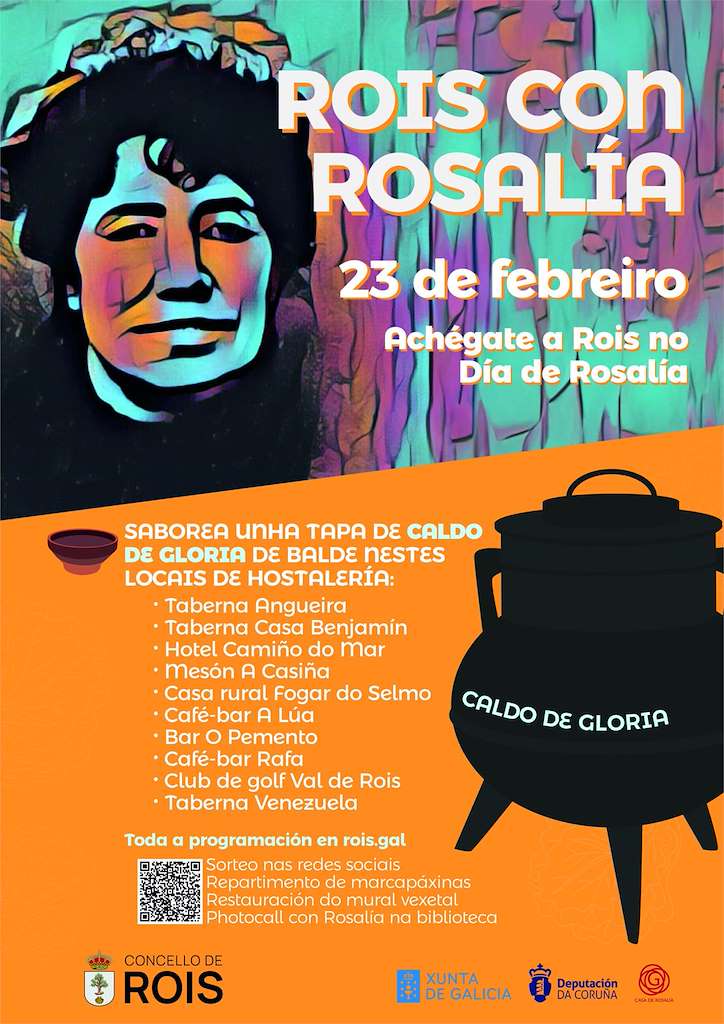 ROIS CON
ROSALÍA
23 de febreiro
Achégate a Rois no
Día de Rosalía
SABOREA UNHA TAPA DE CALDO
DE GLORIA DE BALDE NESTES
LOCAIS DE HOSTALERÍA:
· Taberna Angueira
· Taberna Casa Benjamín
· Hotel Camiño do Mar
· Mesón A Casiña
· Casa rural Fogar do Selmo
· Café-bar A Lúa
· Bar O Pemento
· Café-bar Rafa
· Club de golf Val de Rois
· Taberna Venezuela
CALDO DE GLORIA
Toda a programación en rois.gal
Sorteo nas redes sociais
Repartimento de marcapáxinas
Restauración do mural vexetal
Photocall con Rosalía na biblioteca
CONCELLO DE
ROIS
XUNTA
DE GALICIA
Deputación
DA CORUÑA
CASA DE ROSALÍA